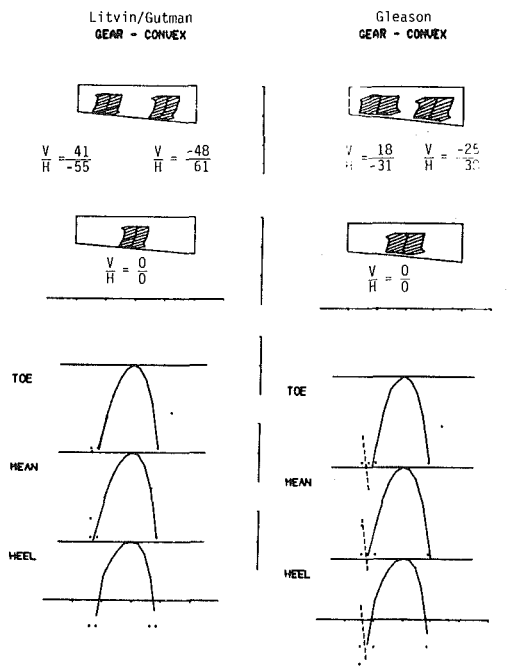 Litvin/Gutman
GEAR - CONVEX
V/H = 41/-55
V/H = -48/61
V/H = 0/0
TOE
MEAN
HEEL
Gleason
GEAR - CONVEX
V/H = 18/-31
V/H = -25/
V/H = 0/0
TOE
MEAN
HEEL